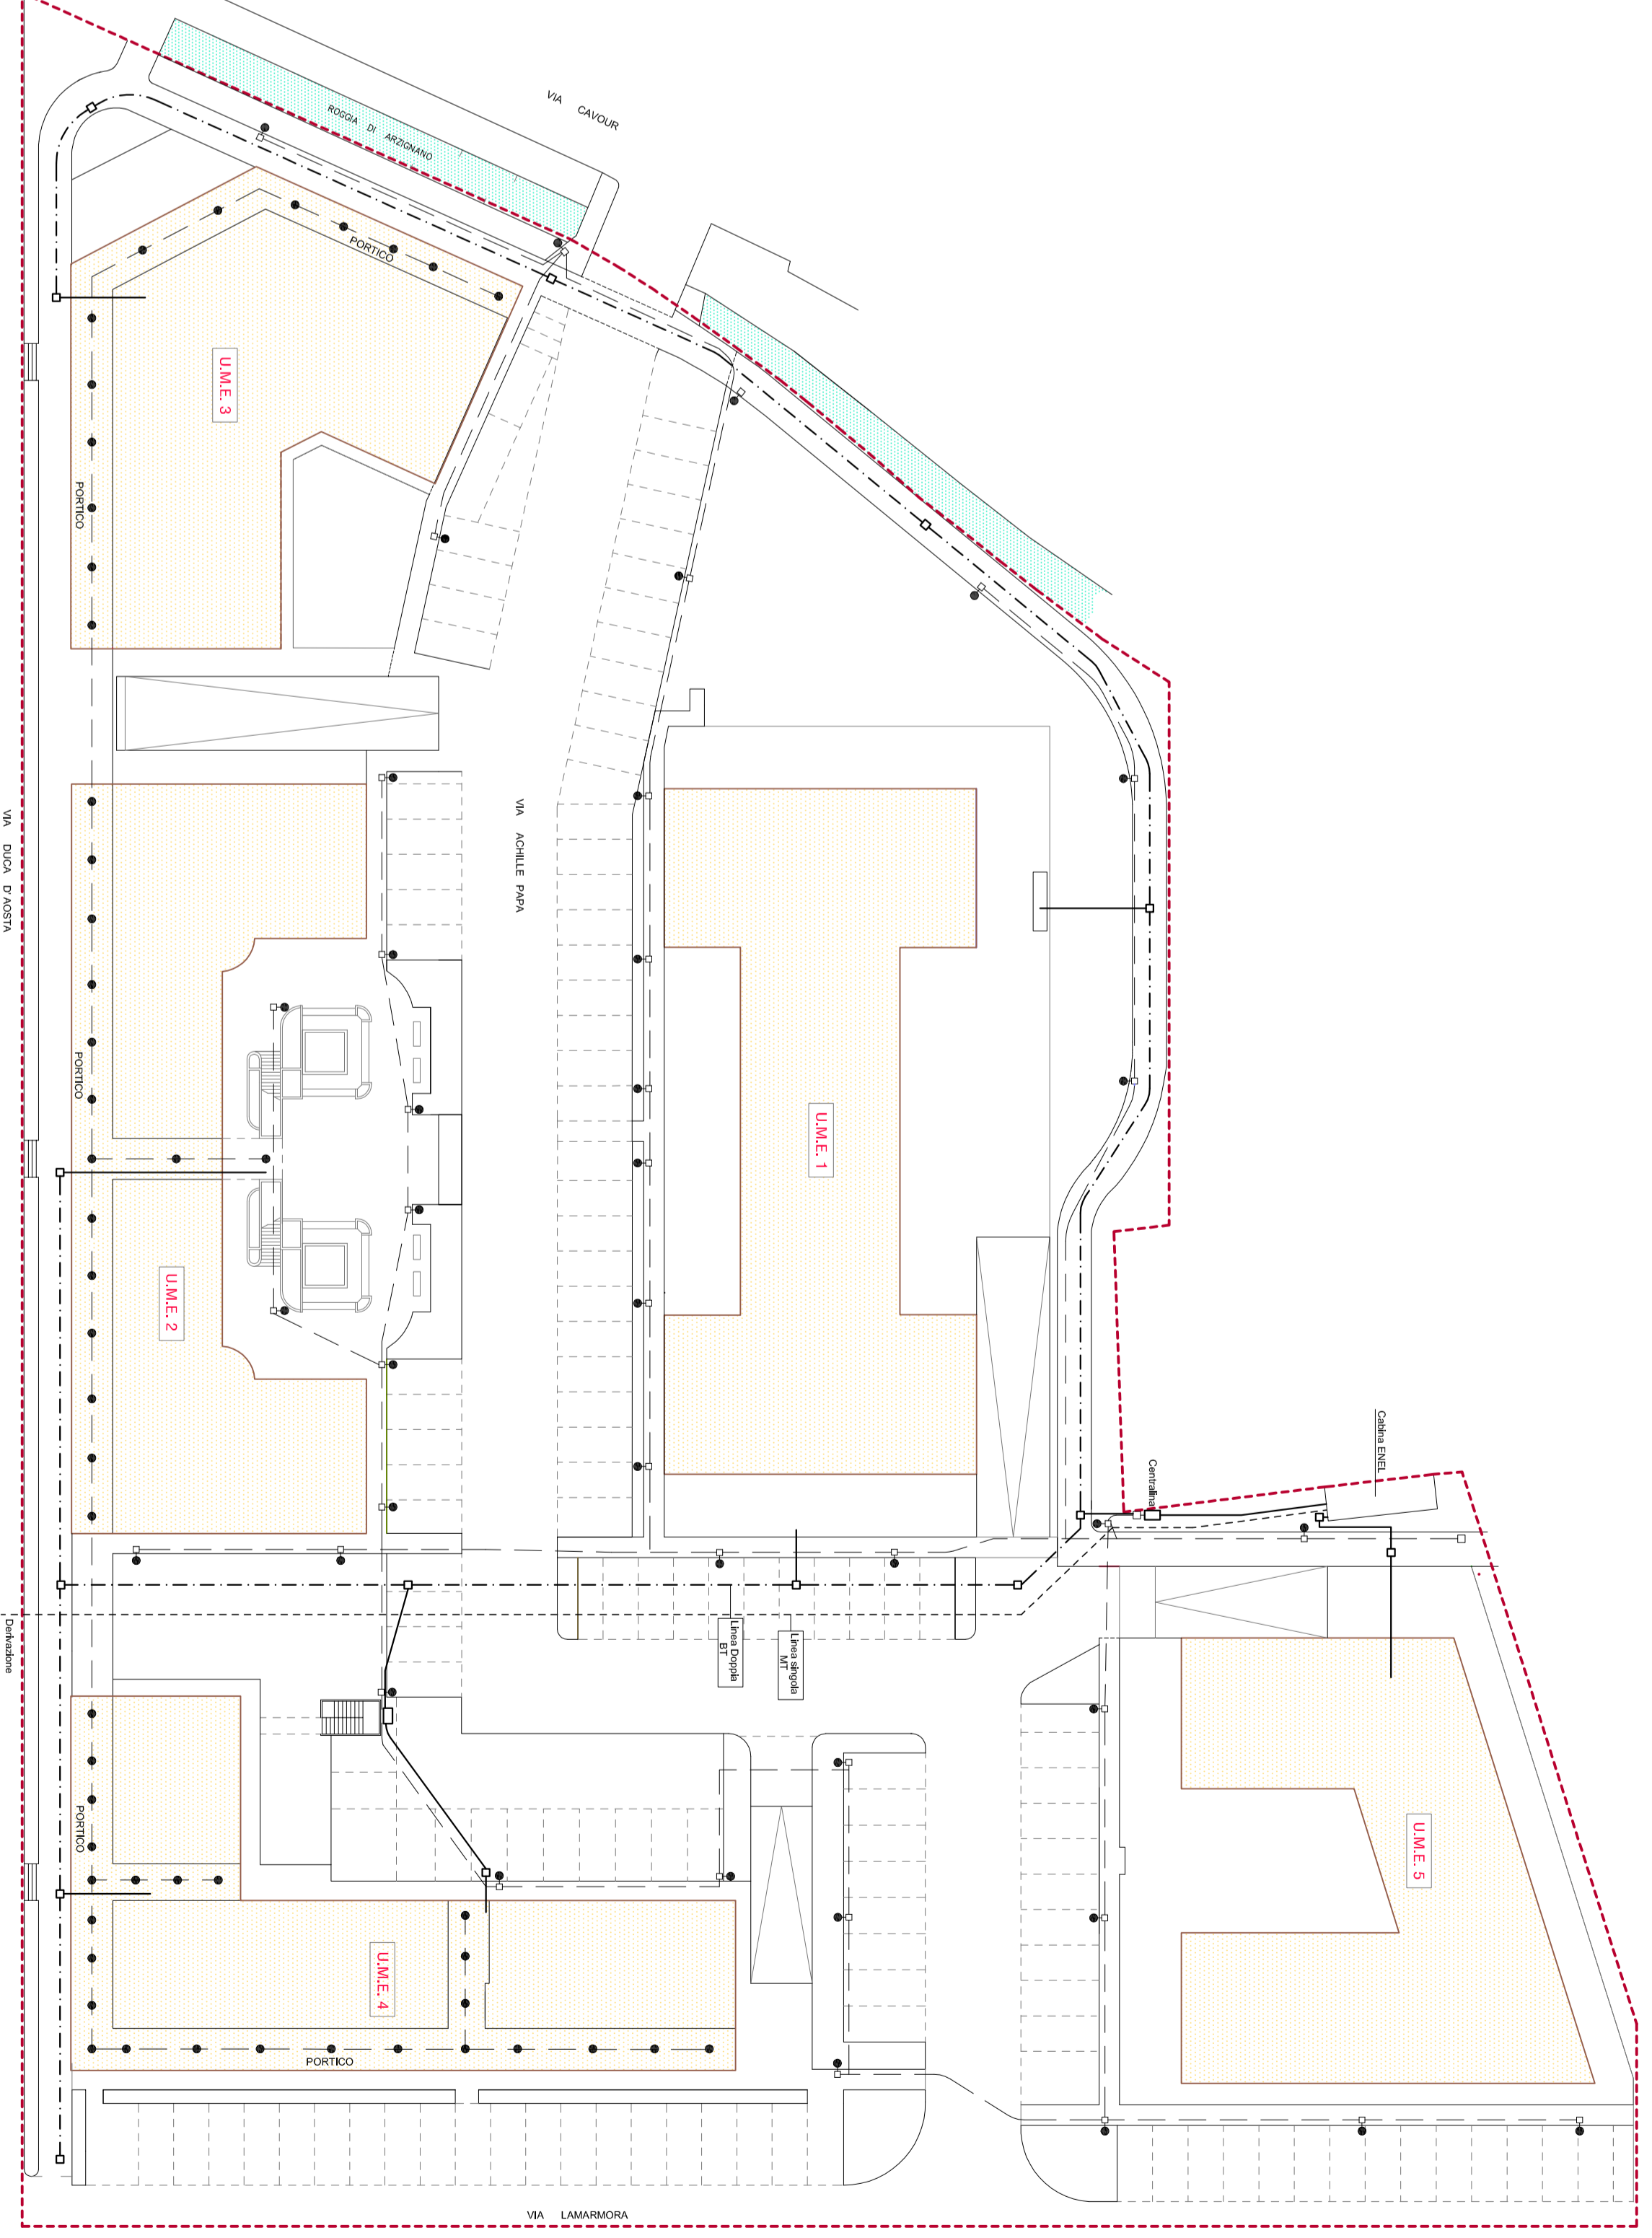 VIA CAVOUR
ROGGIA DI ARZIGNANO
PORTICO
U.M.E. 3
PORTICO
VIA ACHILLE PAPA
VIA DUCA D'AOSTA
PORTICO
U.M.E. 1
U.M.E. 2
Cabina ENEL
Centralina
Linea Doppia
BT
Linea singola
MT
Derivazione
PORTICO
U.M.E. 5
U.M.E. 4
PORTICO
VIA LAMARMORA